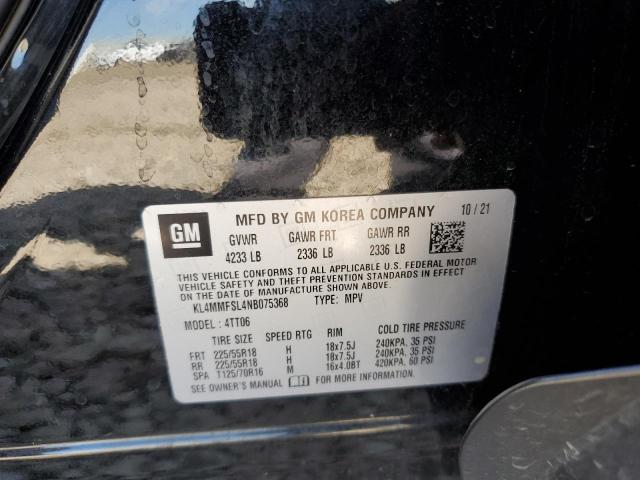 GM MFD BY GM KOREA COMPANY 10/21
GVWR GAWR FRT GAWR RR
4233 LB 2336 LB 2336 LB
THIS VEHICLE CONFORMS TO ALL APPLICABLE U.S. FEDERAL MOTOR
VEHICLE SAFETY AND THEFT PREVENTION STANDARDS IN EFFECT
ON THE DATE OF MANUFACTURE SHOWN ABOVE.
KL4MMFSL4NB075368 TYPE: MPV
MODEL: 4TT06
TIRE SIZE SPEED RTG RIM COLD TIRE PRESSURE
FRT 225/55R18 H 18x7.5J 240KPA, 35 PSI
RR 225/55R18 H 18x7.5J 240KPA, 35 PSI
SPA T125/70R16 M 16x4.0BT 420KPA, 60 PSI
SEE OWNER'S MANUAL FOR MORE INFORMATION.